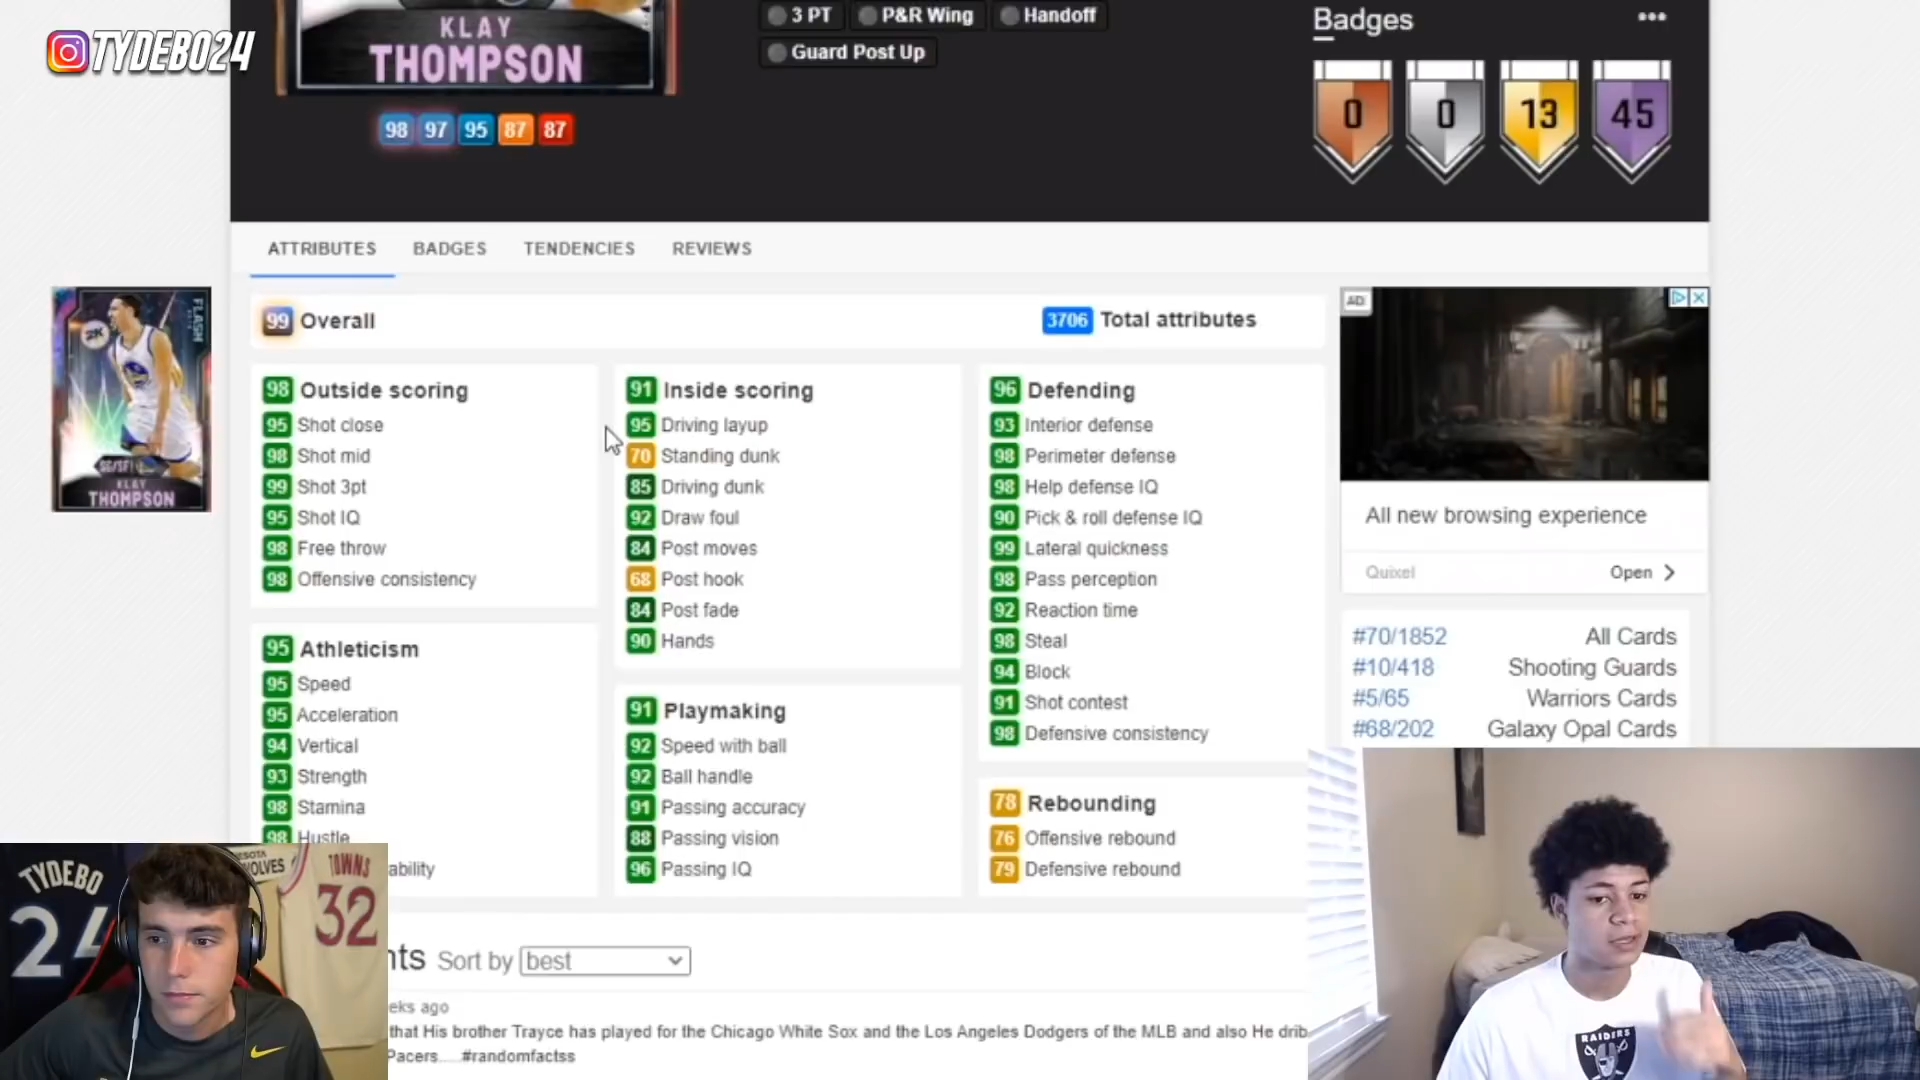 TYDEBO24
KLAY
THOMPSON
98 97 95 87 87
3 PT P&R Wing Handoff
Guard Post Up
Badges
0 0 13 45
ATTRIBUTES BADGES TENDENCIES REVIEWS
FLASH
2K
SG/SF
KLAY
THOMPSON
99 Overall
3706 Total attributes
98 Outside scoring
95 Shot close
98 Shot mid
99 Shot 3pt
95 Shot IQ
98 Free throw
98 Offensive consistency
95 Athleticism
95 Speed
95 Acceleration
94 Vertical
93 Strength
98 Stamina
98 Hustle
ability
91 Inside scoring
95 Driving layup
70 Standing dunk
85 Driving dunk
92 Draw foul
84 Post moves
68 Post hook
84 Post fade
90 Hands
91 Playmaking
92 Speed with ball
92 Ball handle
91 Passing accuracy
88 Passing vision
96 Passing IQ
96 Defending
93 Interior defense
98 Perimeter defense
98 Help defense IQ
90 Pick & roll defense IQ
99 Lateral quickness
98 Pass perception
92 Reaction time
98 Steal
94 Block
91 Shot contest
98 Defensive consistency
78 Rebounding
76 Offensive rebound
79 Defensive rebound
AD
All new browsing experience
Quixel Open
#70/1852 All Cards
#10/418 Shooting Guards
#5/65 Warriors Cards
#68/202 Galaxy Opal Cards
nts Sort by best
eks ago
that His brother Trayce has played for the Chicago White Sox and the Los Angeles Dodgers of the MLB and also He drib
Pacers.....#randomfactss
TYDEBO
24
ESOTA
WOLVES
TOWNS
32
RAIDERS